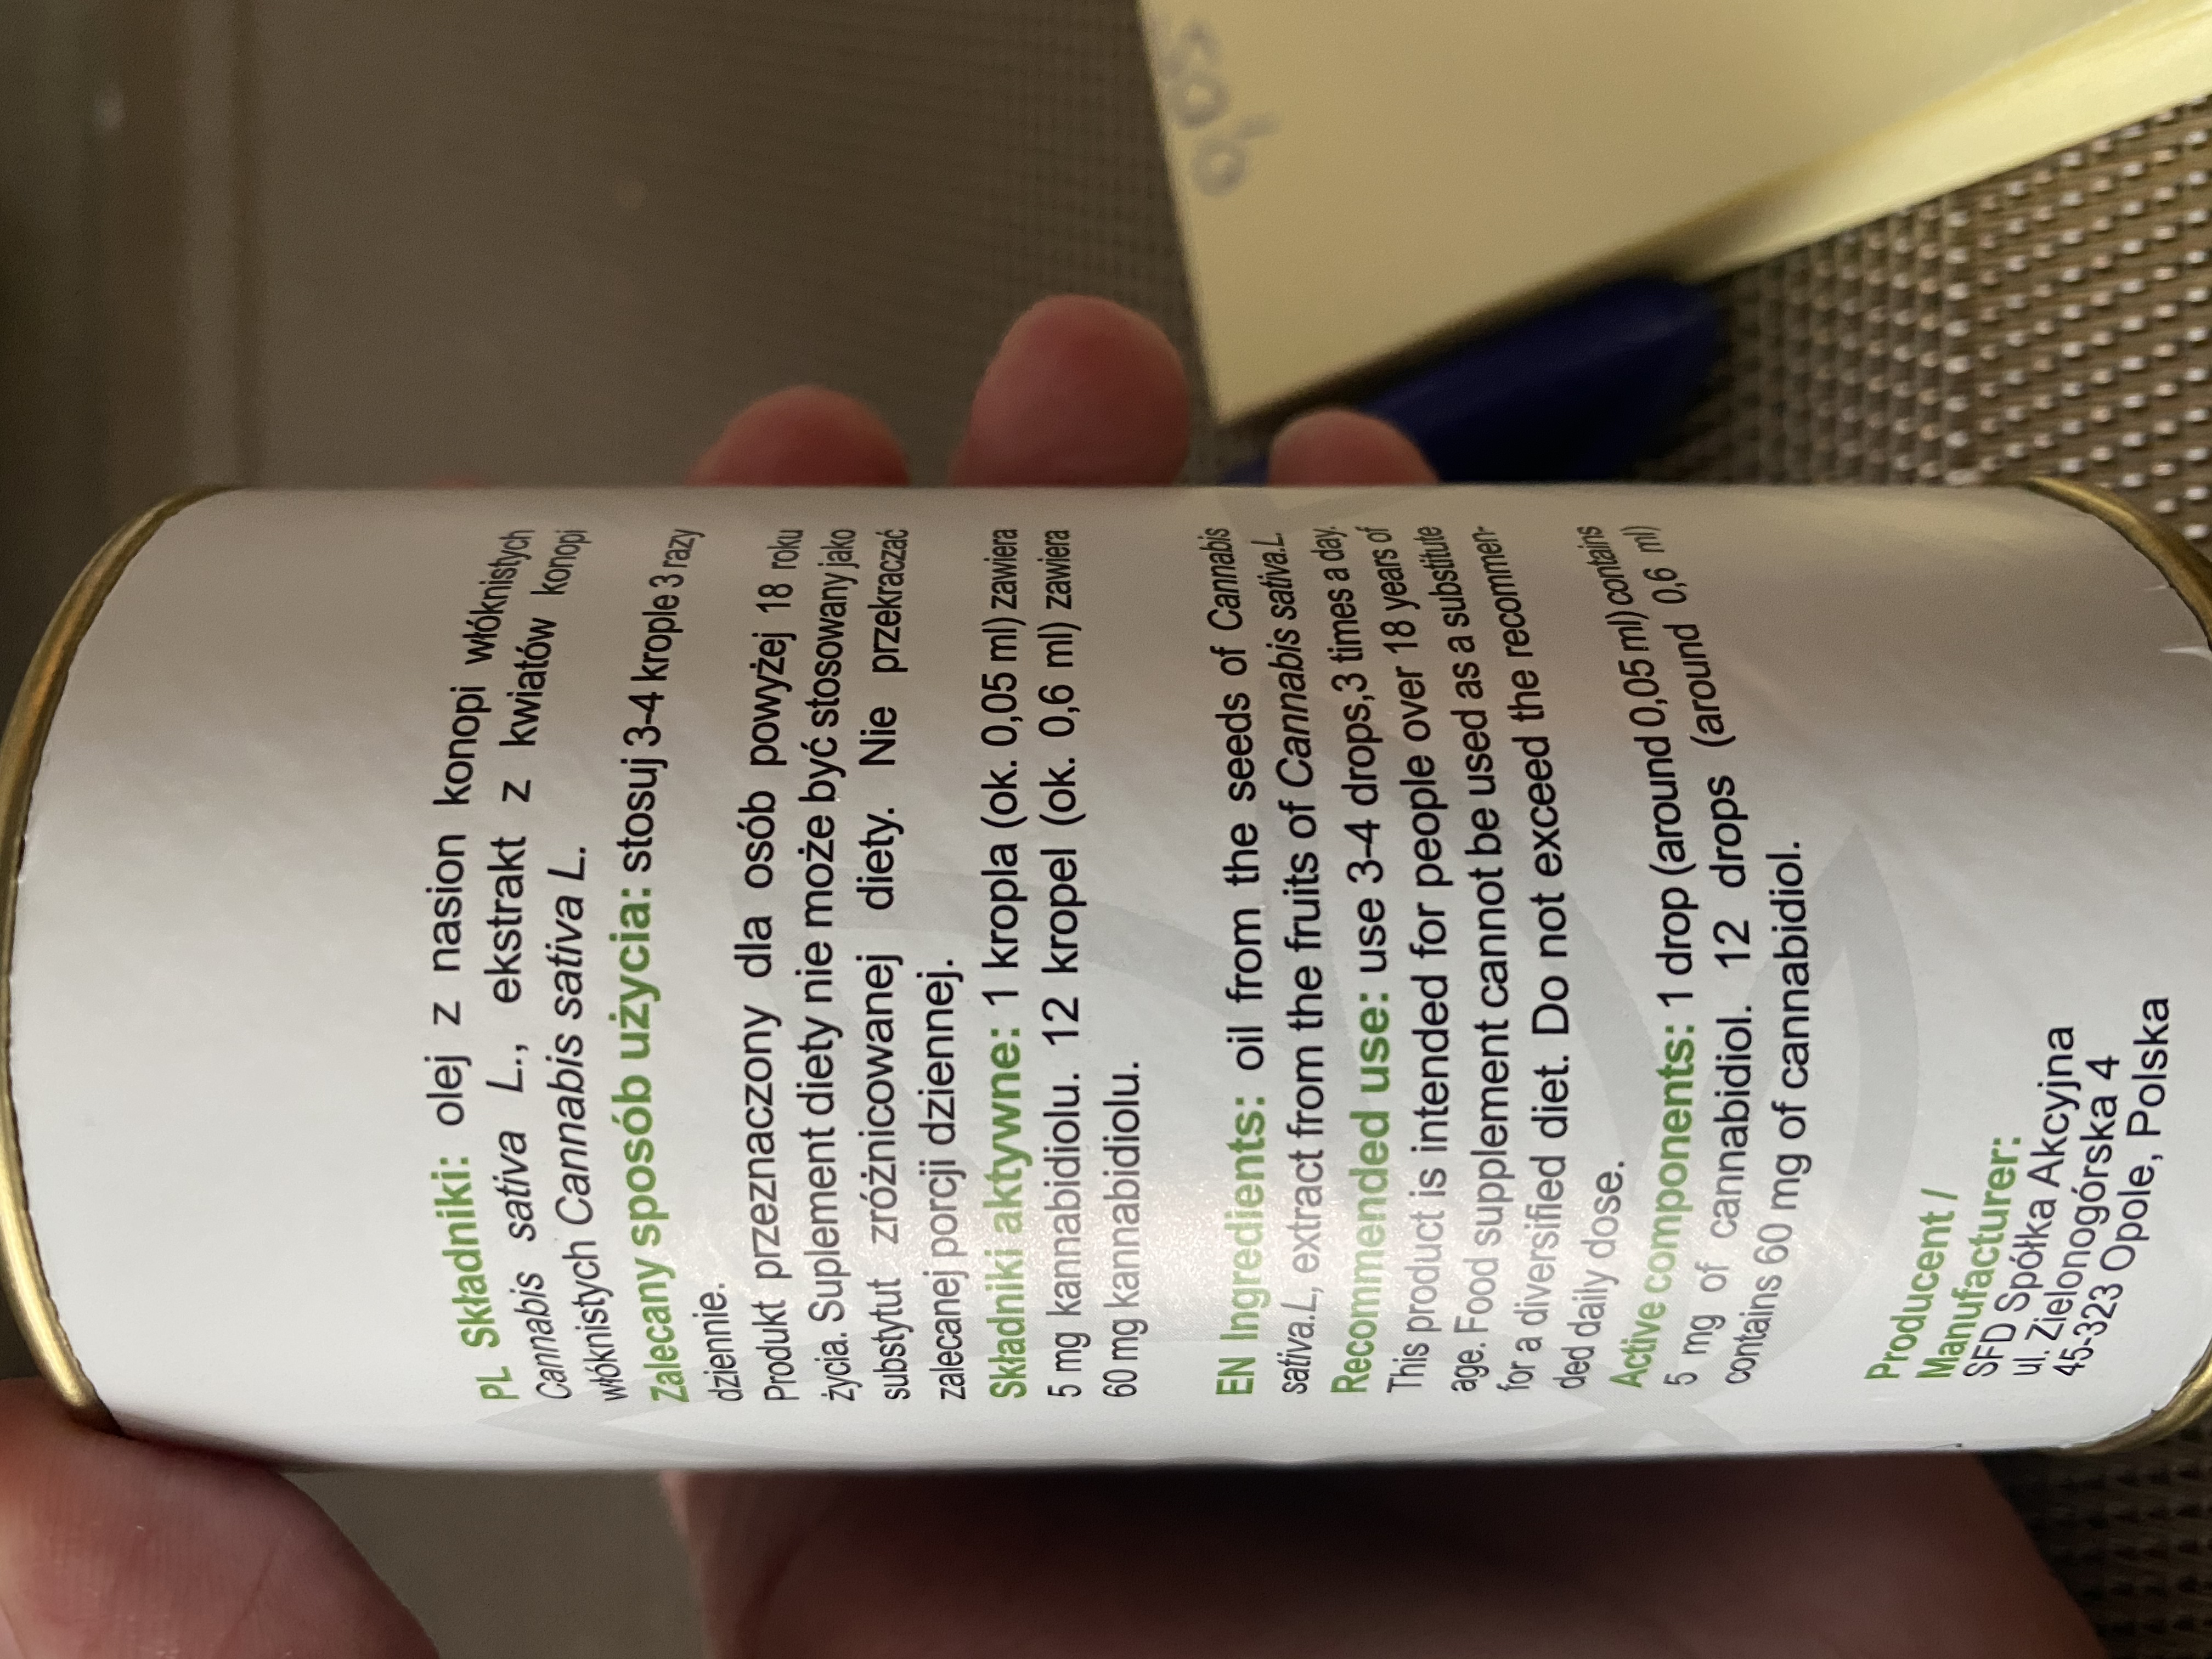 PL Składniki: olej z nasion konopi włóknistych
Cannabis sativa L., ekstrakt z kwiatów konopi
włóknistych Cannabis sativa L.
Zalecany sposób użycia: stosuj 3-4 krople 3 razy
dziennie.
Produkt przeznaczony dla osób powyżej 18 roku
życia. Suplement diety nie może być stosowany jako
substytut zróżnicowanej diety. Nie przekraczać
zalecanej porcji dziennej.
Składniki aktywne: 1 kropla (ok. 0,05 ml) zawiera
5 mg kannabidiolu. 12 kropel (ok. 0,6 ml) zawiera
60 mg kannabidiolu.
EN Ingredients: oil from the seeds of Cannabis
sativa.L, extract from the fruits of Cannabis sativa.L.
Recommended use: use 3-4 drops,3 times a day.
This product is intended for people over 18 years of
age. Food supplement cannot be used as a substitute
for a diversified diet. Do not exceed the recommen-
ded daily dose.
Active components: 1 drop (around 0,05 ml) contains
5 mg of cannabidiol. 12 drops (around 0,6 ml)
contains 60 mg of cannabidiol.
Producent /
Manufacturer:
SFD Spółka Akcyjna
ul. Zielonogórska 4
45-323 Opole, Polska